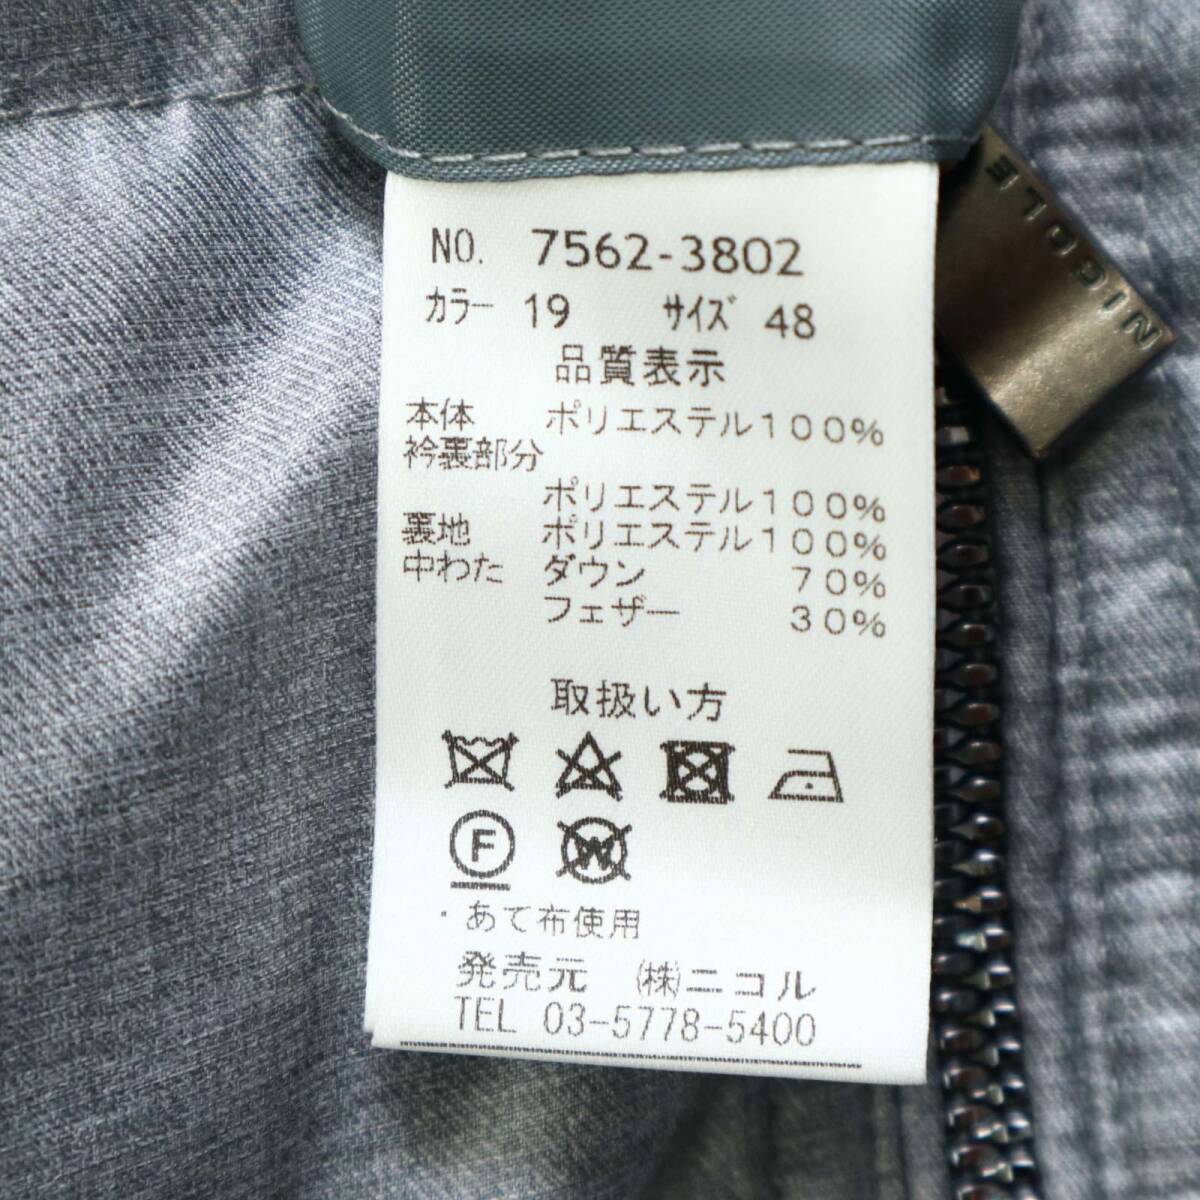 NO. 7562-3802
カラー 19 サイズ 48
品質表示
本体 ポリエステル100%
衿裏部分
ポリエステル100%
裏地 ポリエステル100%
中わた ダウン 70%
フェザー 30%
取扱い方
F W
・あて布使用
発売元 ㈱ニコル
TEL 03-5778-5400
NICOLE